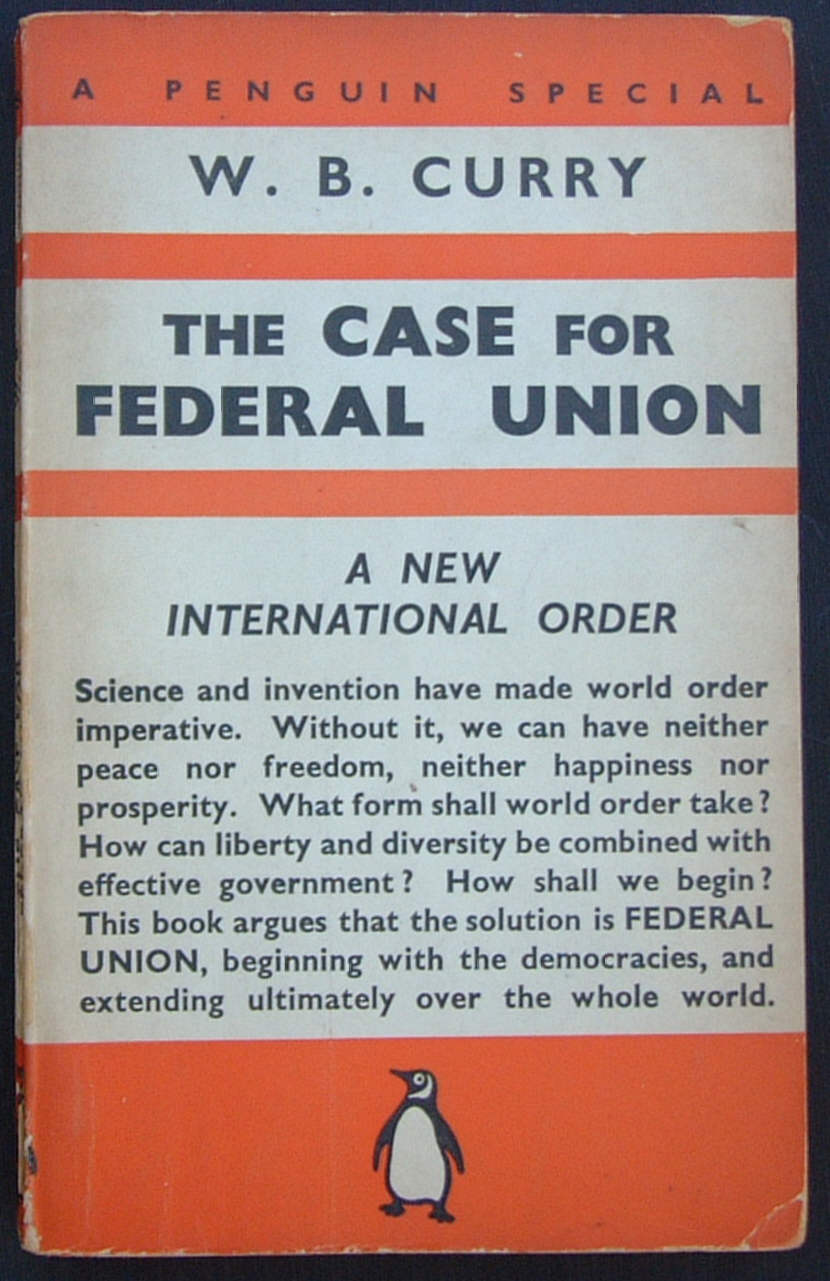 A PENGUIN SPECIAL
W. B. CURRY
THE CASE FOR
FEDERAL UNION
A NEW
INTERNATIONAL ORDER
Science and invention have made world order
imperative. Without it, we can have neither
peace nor freedom, neither happiness nor
prosperity. What form shall world order take?
How can liberty and diversity be combined with
effective government? How shall we begin?
This book argues that the solution is FEDERAL
UNION, beginning with the democracies, and
extending ultimately over the whole world.